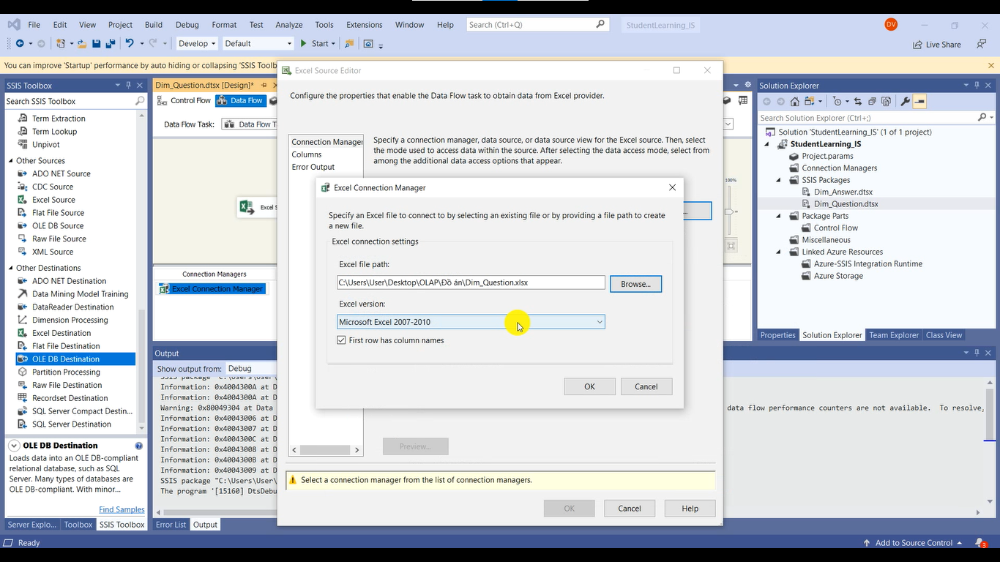 File Edit View Project Build Debug Format Test Analyze Tools Extensions Window Help Search (Ctrl+Q) StudentLearning_IS DV
Develop Default Start Live Share
You can improve 'Startup' performance by auto hiding or collapsing 'SSIS Toolb
SSIS Toolbox
Search SSIS Toolbox
Term Extraction
Term Lookup
Unpivot
Other Sources
ADO NET Source
CDC Source
Excel Source
Flat File Source
OLE DB Source
Raw File Source
XML Source
Other Destinations
ADO NET Destination
Data Mining Model Training
DataReader Destination
Dimension Processing
Excel Destination
Flat File Destination
OLE DB Destination
Partition Processing
Raw File Destination
Recordset Destination
SQL Server Compact Destin...
SQL Server Destination
OLE DB Destination
Loads data into an OLE DB-compliant
relational database, such as SQL
Server. Many types of databases are
OLE DB-compliant. With minor...
Find Samples
Server Explo... Toolbox SSIS Toolbox
Dim_Question.dtsx [Design]*
Control Flow Data Flow
Data Flow Task: Data Flow T
Excel S
100%
Connection Managers
Excel Connection Manager
Output
Show output from: Debug
SSIS package "C:\Users\User\
Information: 0x4004300A at D
Information: 0x4004300A at D
Warning: 0x80049304 at Data data flow performance counters are not available. To resolve,
Information: 0x40043006 at D
Information: 0x40043007 at D
Information: 0x4004300C at D
Information: 0x40043008 at D
Information: 0x4004300B at D
Information: 0x40043009 at D
SSIS package "C:\Users\User\
The program '[15160] DtsDebu
Error List Output
Excel Source Editor
Configure the properties that enable the Data Flow task to obtain data from Excel provider.
Connection Manager
Columns
Error Output
Specify a connection manager, data source, or data source view for the Excel source. Then, select
the mode used to access data within the source. After selecting the data access mode, select from
among the additional data access options that appear.
...
Excel Connection Manager
Specify an Excel file to connect to by selecting an existing file or by providing a file path to create
a new file.
Excel connection settings
Excel file path:
C:\Users\User\Desktop\OLAP\Đồ án\Dim_Question.xlsx Browse...
Excel version:
Microsoft Excel 2007-2010
First row has column names
OK Cancel
Preview...
Select a connection manager from the list of connection managers.
OK Cancel Help
Solution Explorer
Search Solution Explorer (Ctrl+;)
Solution 'StudentLearning_IS' (1 of 1 project)
StudentLearning_IS
Project.params
Connection Managers
SSIS Packages
Dim_Answer.dtsx
Dim_Question.dtsx
Package Parts
Control Flow
Miscellaneous
Linked Azure Resources
Azure-SSIS Integration Runtime
Azure Storage
Properties Solution Explorer Team Explorer Class View
Ready Add to Source Control 3